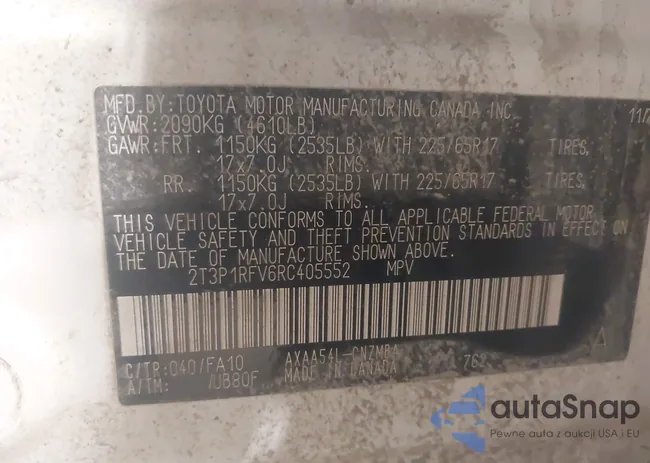 MFD.BY:TOYOTA MOTOR MANUFACTURING CANADA INC. 11/
GVWR:2090KG (4610LB)
GAWR:FRT. 1150KG (2535LB) WITH 225/65R17 TIRES,
17x7.0J RIMS.
RR. 1150KG (2535LB) WITH 225/65R17 TIRES,
17x7.0J RIMS.
THIS VEHICLE CONFORMS TO ALL APPLICABLE FEDERAL MOTOR
VEHICLE SAFETY AND THEFT PREVENTION STANDARDS IN EFFECT ON
THE DATE OF MANUFACTURE SHOWN ABOVE.
2T3P1RFV6RC405552 MPV
C/TR:040/FA10 AXAA54L-CNZMBA A
A/TM: /UB80F MADE IN CANADA 762
autaSnap
Pewne auta z aukcji USA i EU